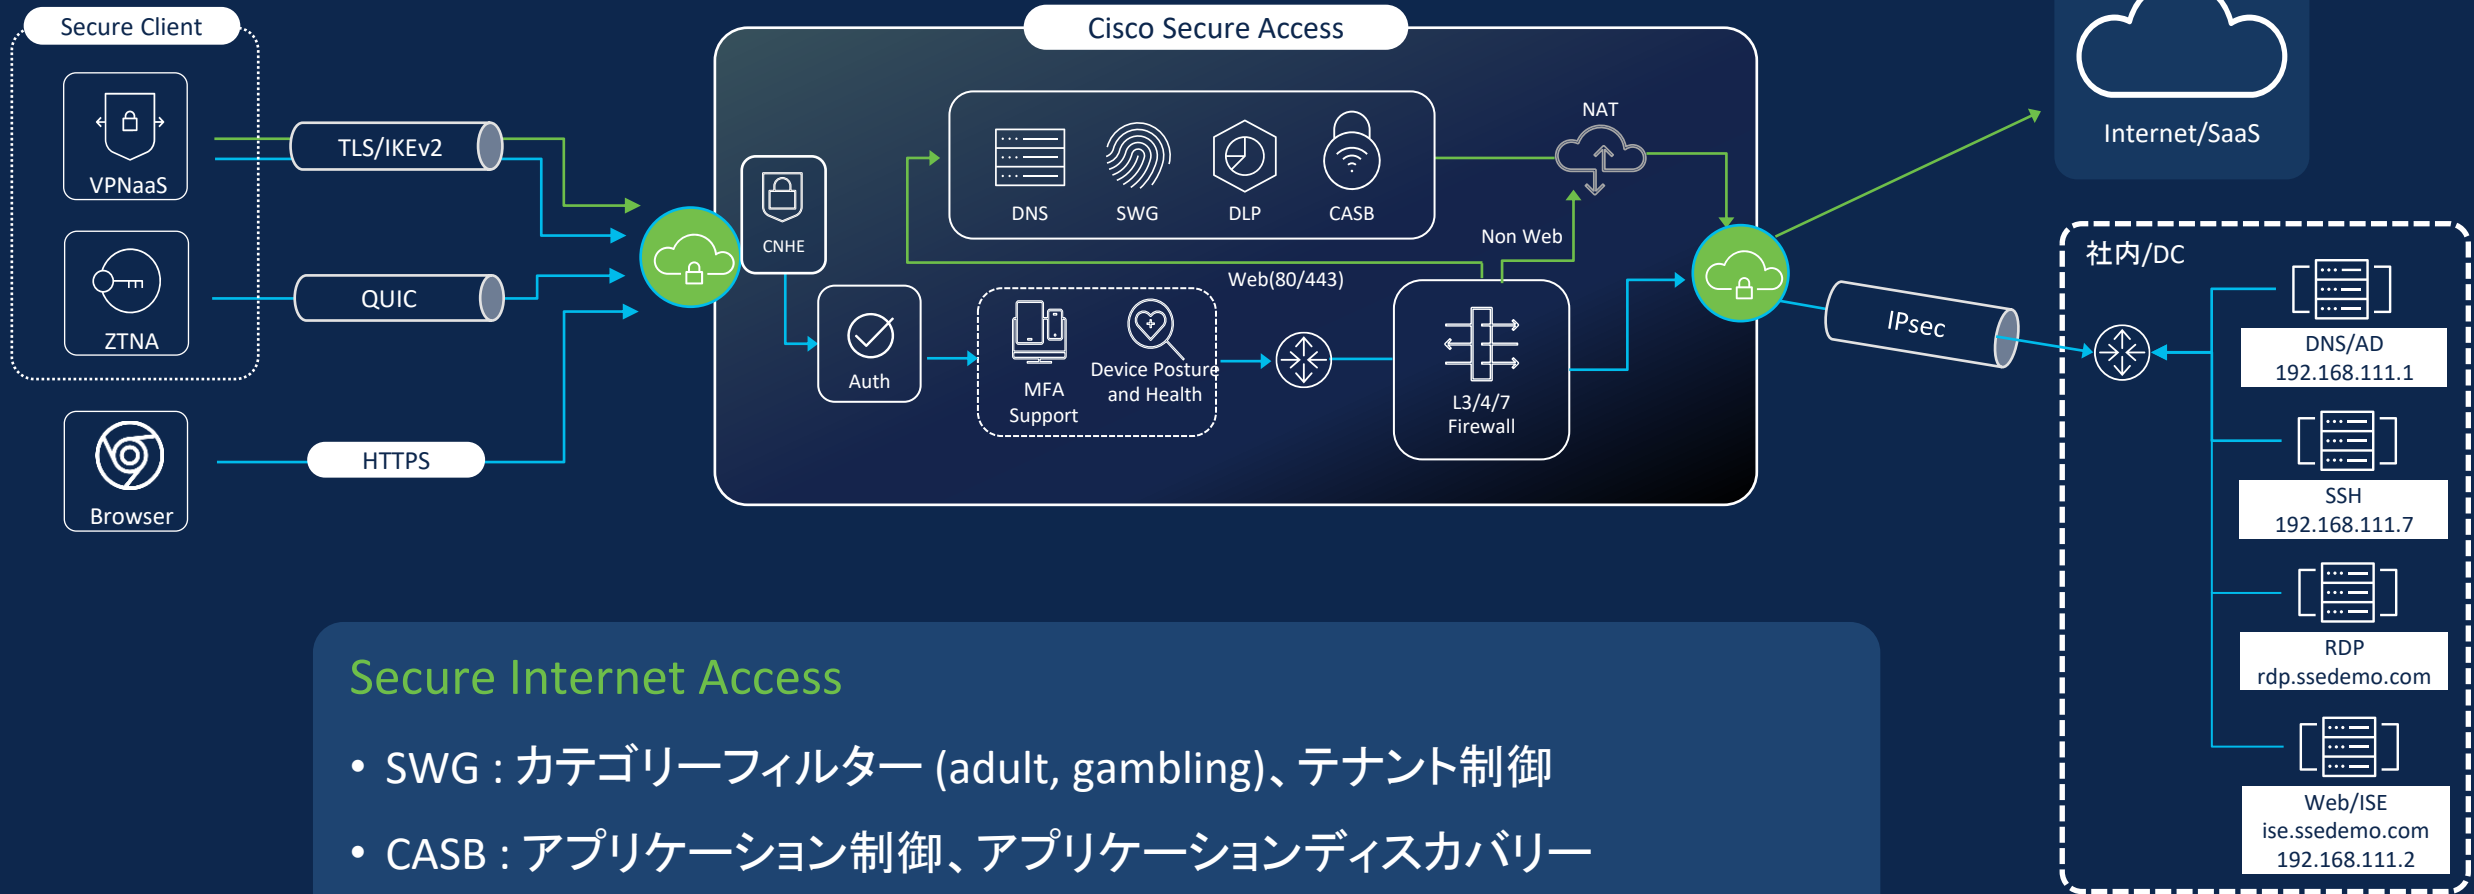 Secure Client
VPNaaS
ZTNA
Browser
TLS/IKEv2
QUIC
HTTPS
Cisco Secure Access
CNHE
Auth
DNS
SWG
DLP
CASB
MFA
Support
Device Posture
and Health
Web(80/443)
Non Web
NAT
L3/4/7
Firewall
Internet/SaaS
IPsec
社内/DC
DNS/AD
192.168.111.1
SSH
192.168.111.7
RDP
rdp.ssedemo.com
Web/ISE
ise.ssedemo.com
192.168.111.2
Secure Internet Access
• SWG : カテゴリーフィルター (adult, gambling)、テナント制御
• CASB : アプリケーション制御、アプリケーションディスカバリー